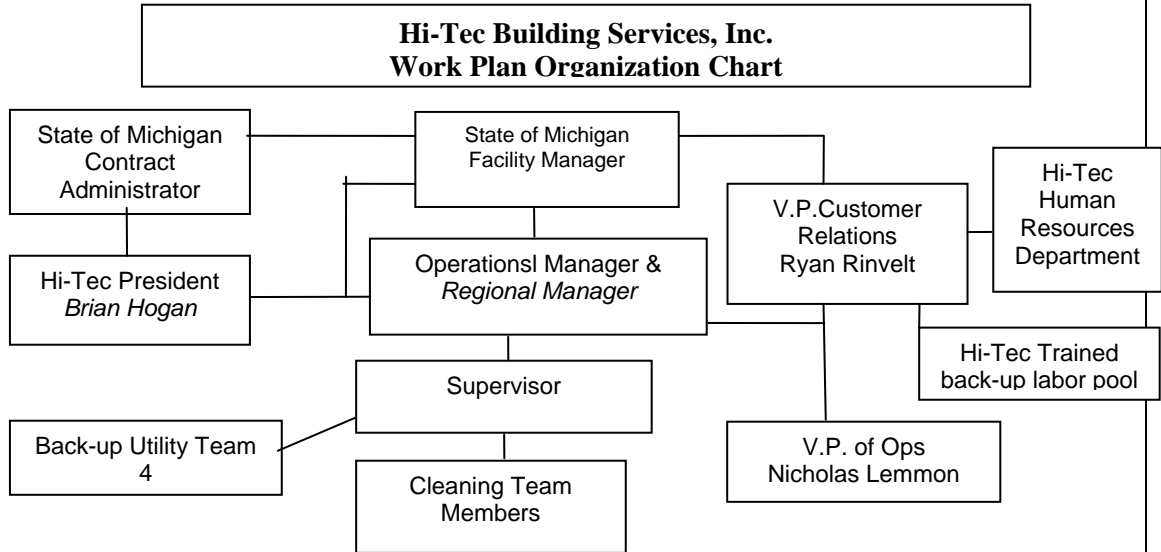 Hi-Tec Building Services, Inc.
Work Plan Organization Chart
State of Michigan
Contract
Administrator
State of Michigan
Facility Manager
V.P.Customer
Relations
Ryan Rinvelt
Hi-Tec
Human
Resources
Department
Hi-Tec President
Brian Hogan
Operationsl Manager &
Regional Manager
Hi-Tec Trained
back-up labor pool
Supervisor
Back-up Utility Team
4
V.P. of Ops
Nicholas Lemmon
Cleaning Team
Members